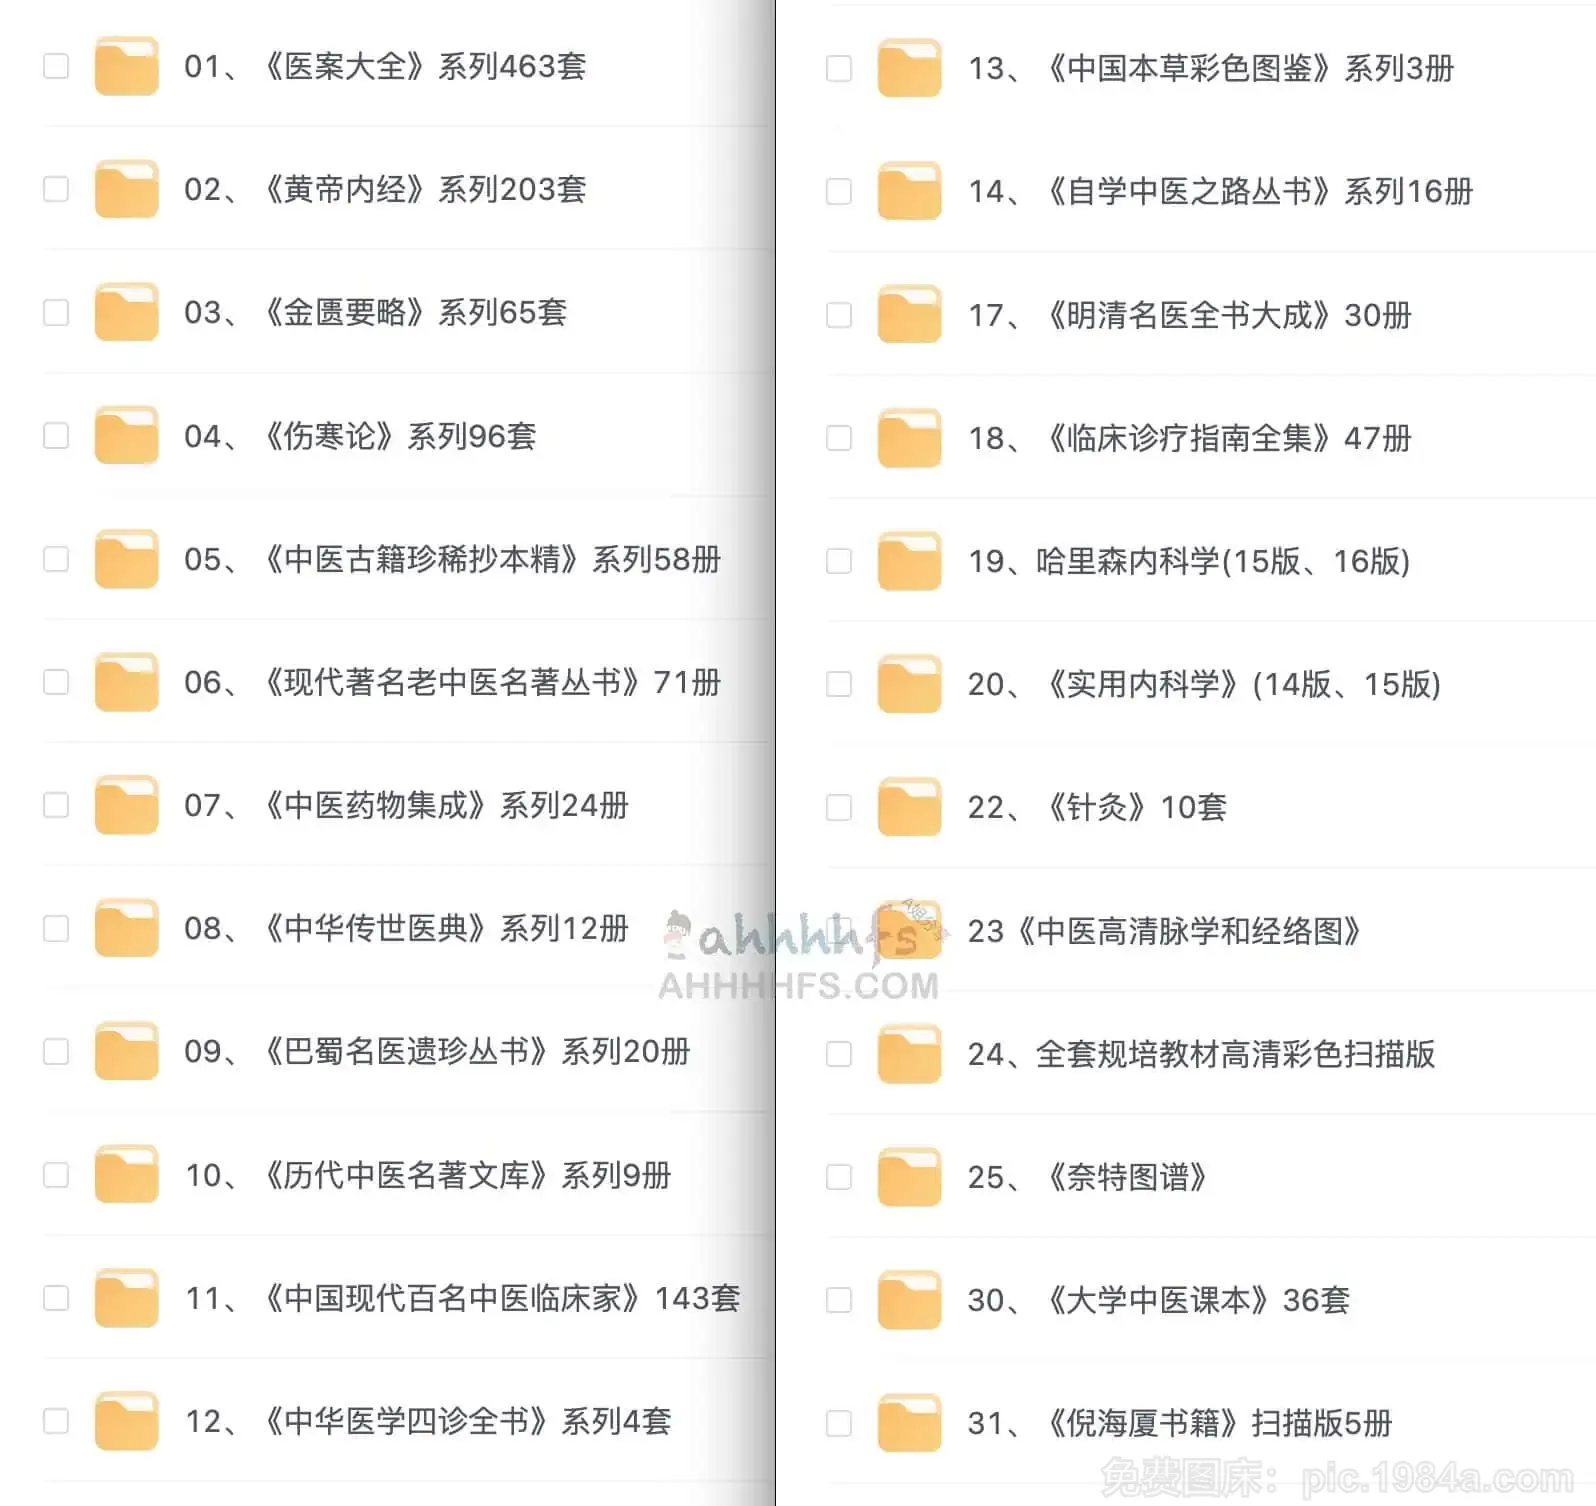 01、《医案大全》系列463套
02、《黄帝内经》系列203套
03、《金匮要略》系列65套
04、《伤寒论》系列96套
05、《中医古籍珍稀抄本精》系列58册
06、《现代著名老中医名著丛书》71册
07、《中医药物集成》系列24册
08、《中华传世医典》系列12册
09、《巴蜀名医遗珍丛书》系列20册
10、《历代中医名著文库》系列9册
11、《中国现代百名中医临床家》143套
12、《中华医学四诊全书》系列4套
13、《中国本草彩色图鉴》系列3册
14、《自学中医之路丛书》系列16册
17、《明清名医全书大成》30册
18、《临床诊疗指南全集》47册
19、哈里森内科学(15版、16版)
20、《实用内科学》(14版、15版)
22、《针灸》10套
23《中医高清脉学和经络图》
24、全套规培教材高清彩色扫描版
25、《奈特图谱》
30、《大学中医课本》36套
31、《倪海厦书籍》扫描版5册
ahhhhfs
A姐分享
AHHHHFS.COM
免费图床：pic.1984a.com